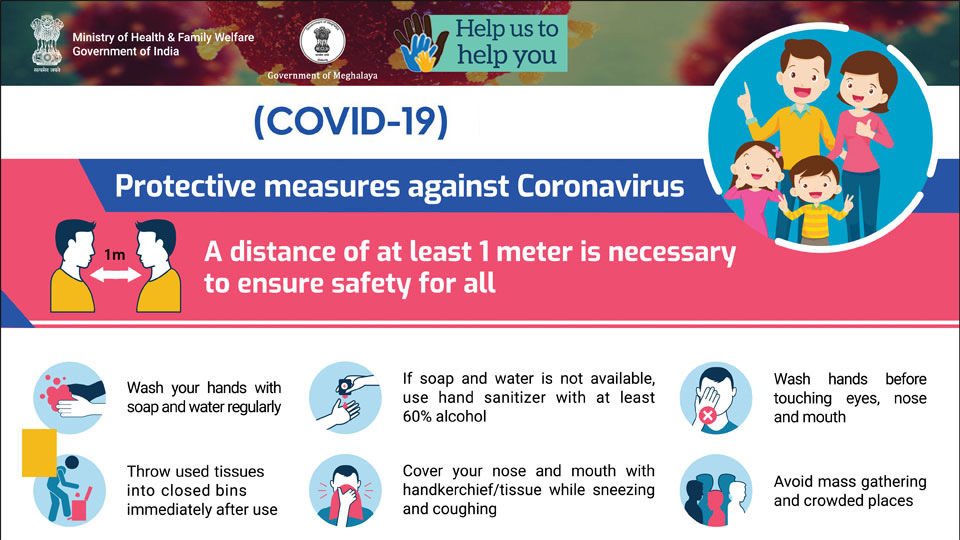 Ministry of Health & Family Welfare
Government of India
Government of Meghalaya
Help us to
help you
(COVID-19)
Protective measures against Coronavirus
1m
A distance of at least 1 meter is necessary
to ensure safety for all
Wash your hands with
soap and water regularly
If soap and water is not available,
use hand sanitizer with at least
60% alcohol
Wash hands before
touching eyes, nose
and mouth
Throw used tissues
into closed bins
immediately after use
Cover your nose and mouth with
handkerchief/tissue while sneezing
and coughing
Avoid mass gathering
and crowded places